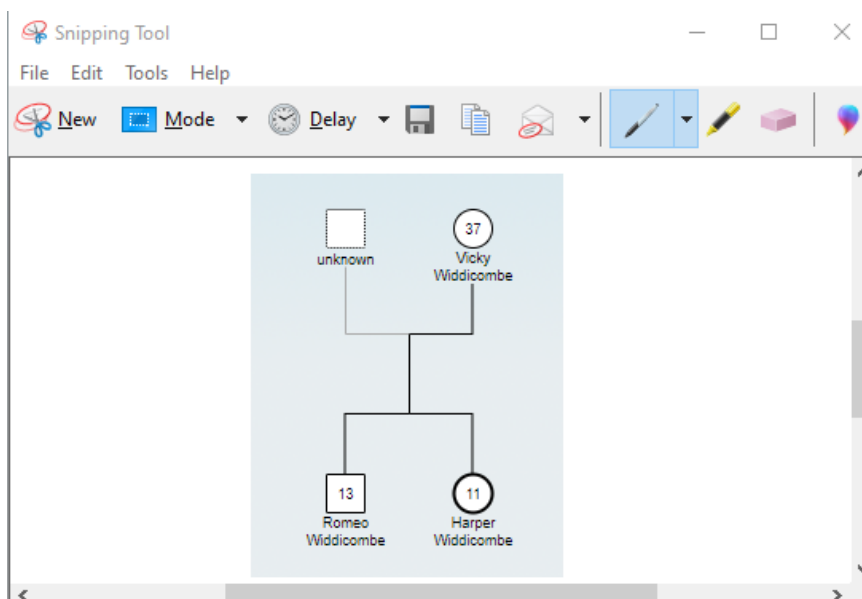 Snipping Tool
File Edit Tools Help
New Mode Delay
37
unknown Vicky
Widdicombe
13 11
Romeo Harper
Widdicombe Widdicombe